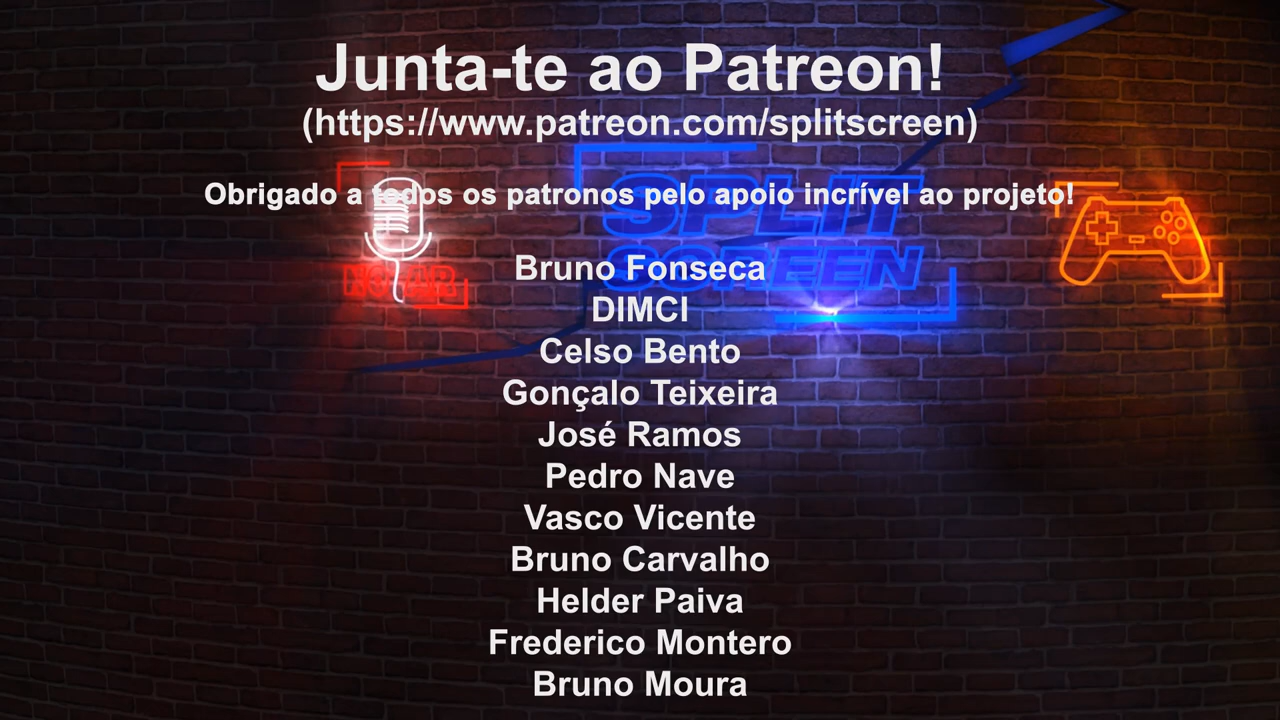 Junta-te ao Patreon!
(https://www.patreon.com/splitscreen)
Obrigado a todos os patronos pelo apoio incrível ao projeto!
SPLIT
SCREEN
Bruno Fonseca
DIMCI
Celso Bento
Gonçalo Teixeira
José Ramos
Pedro Nave
Vasco Vicente
Bruno Carvalho
Helder Paiva
Frederico Montero
Bruno Moura